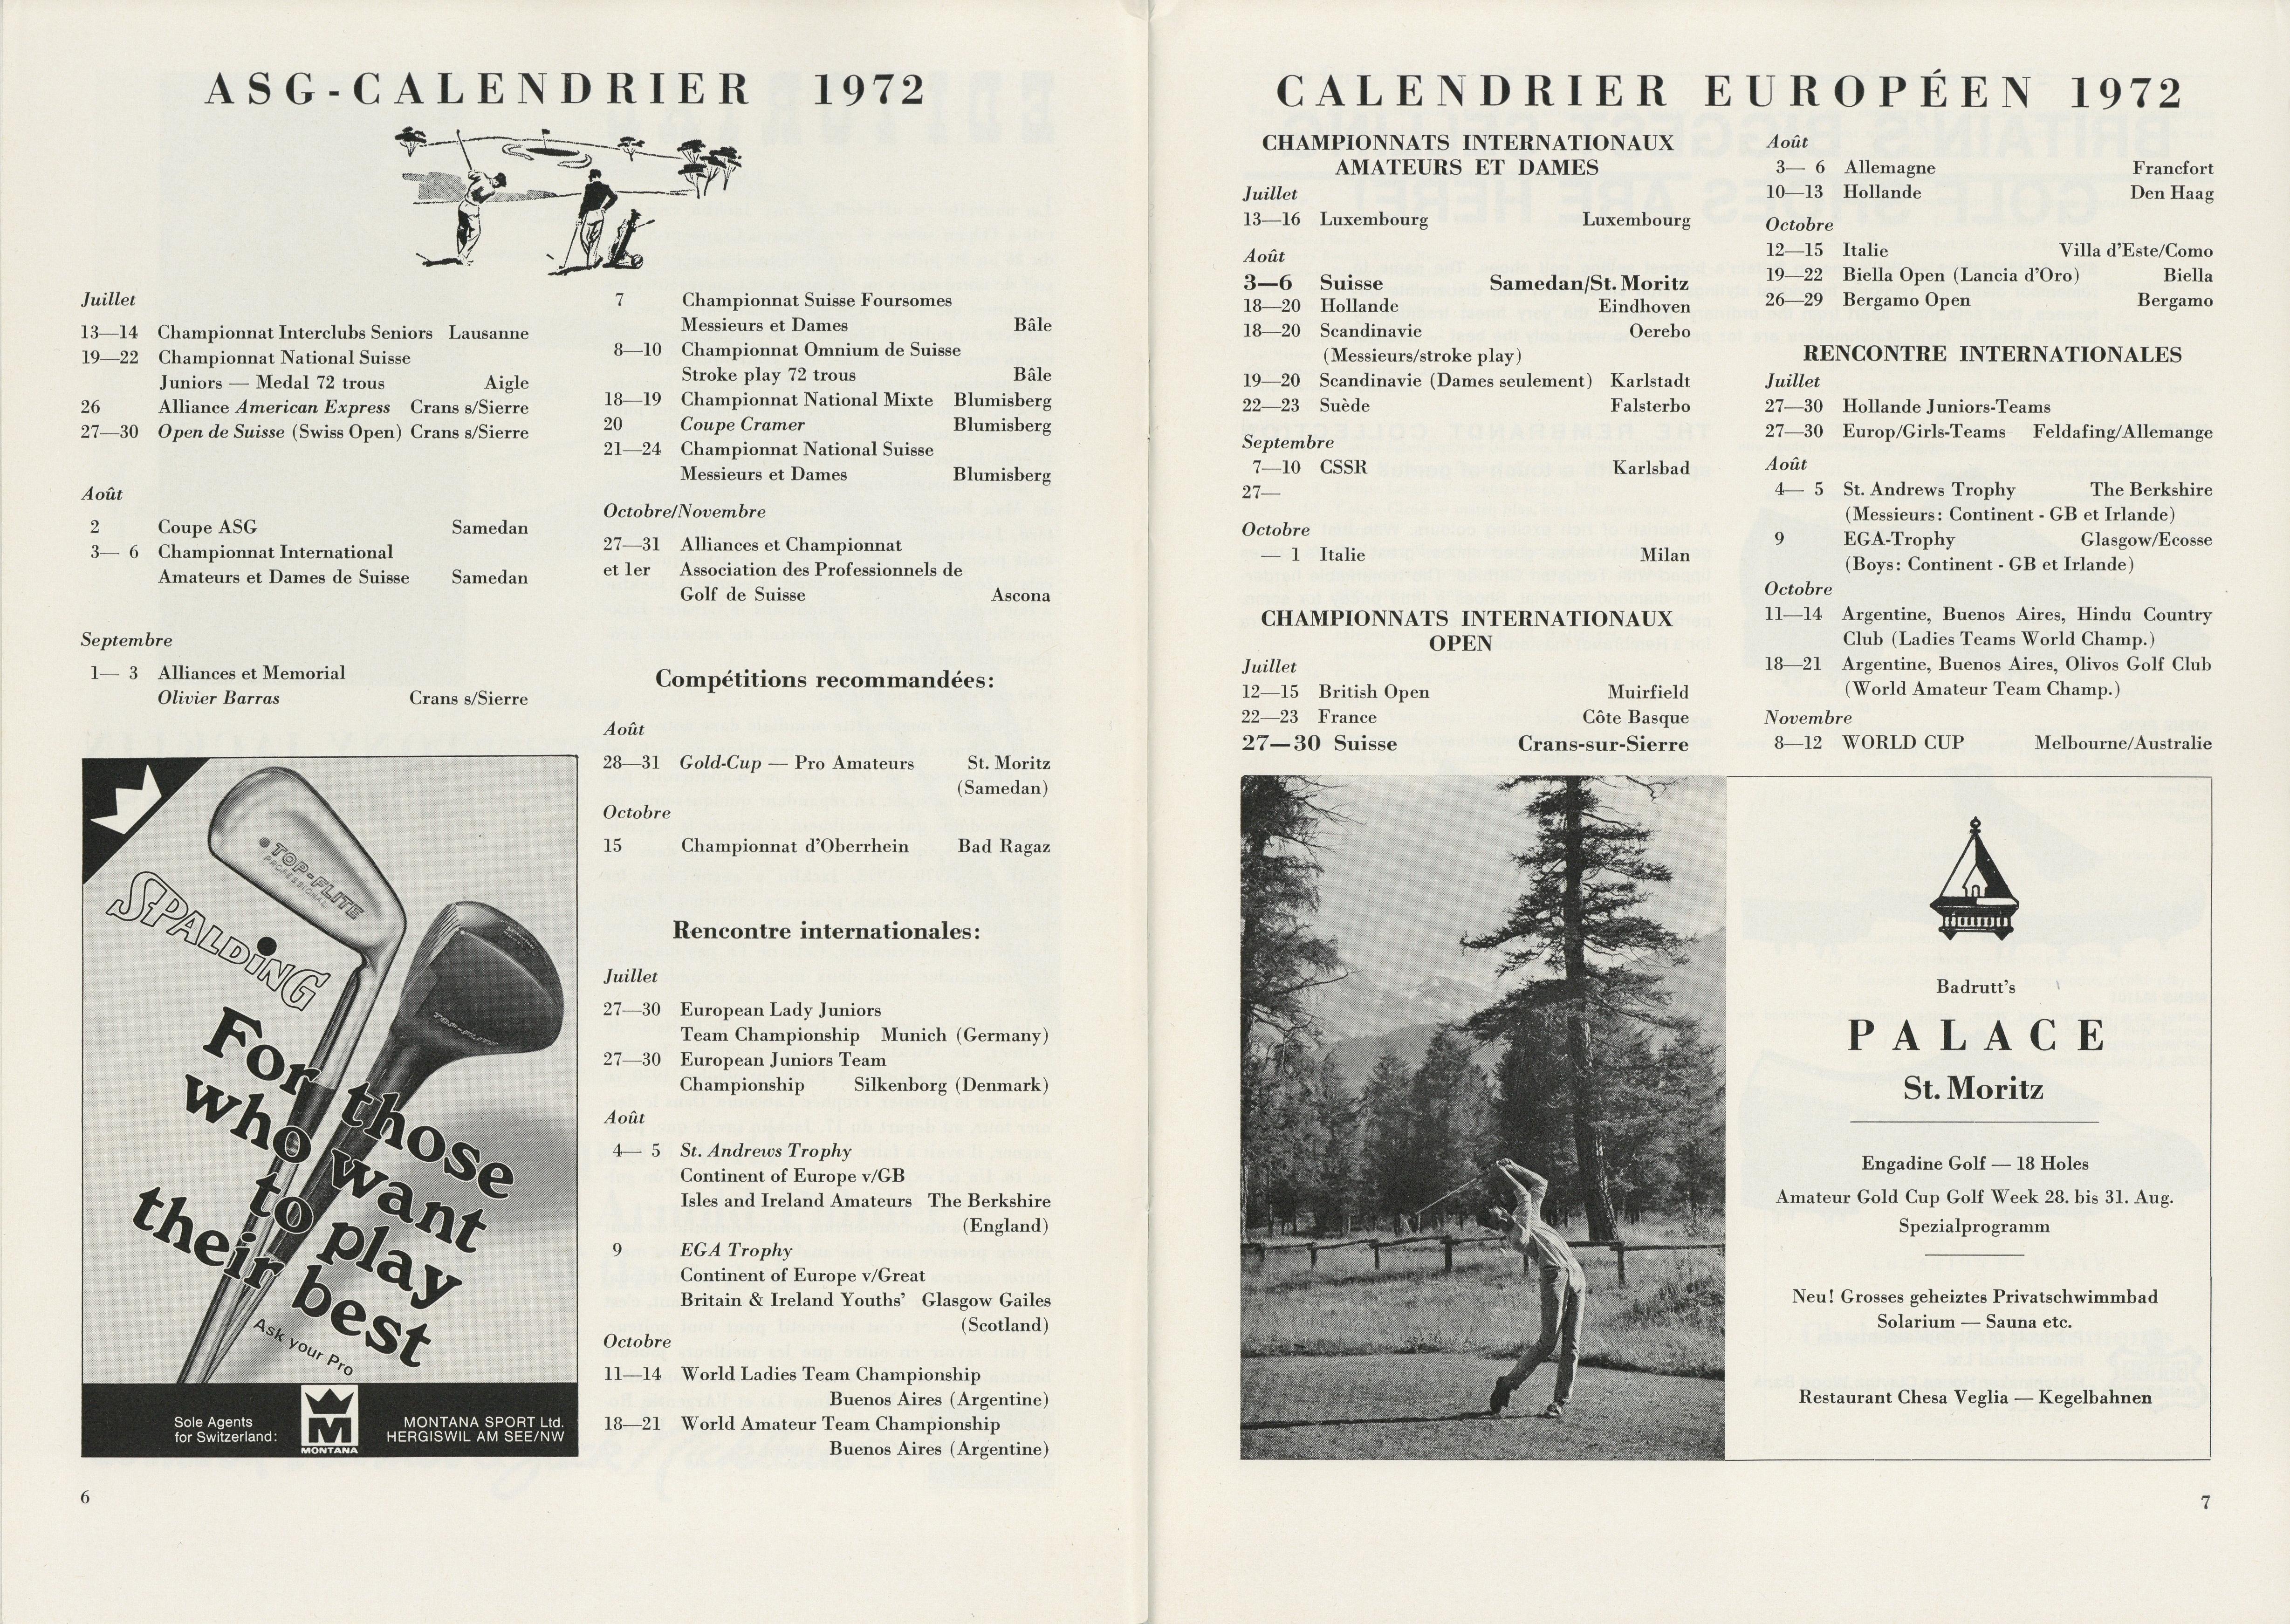 ASG-CALENDRIER 1972
Juillet
13—14 Championnat Interclubs Seniors Lausanne
19—22 Championnat National Suisse
Juniors — Medal 72 trous Aigle
26 Alliance American Express Crans s/Sierre
27—30 Open de Suisse (Swiss Open) Crans s/Sierre
Août
2 Coupe ASG Samedan
3— 6 Championnat International
Amateurs et Dames de Suisse Samedan
Septembre
1— 3 Alliances et Memorial
Olivier Barras Crans s/Sierre
TOP-FLITE
PROFESSIONAL
SPALDING
TOP-FLITE
For those
who want
to play
their best
Ask your Pro
Sole Agents
for Switzerland:
M
MONTANA
MONTANA SPORT Ltd.
HERGISWIL AM SEE/NW
7 Championnat Suisse Foursomes
Messieurs et Dames Bâle
8—10 Championnat Omnium de Suisse
Stroke play 72 trous Bâle
18—19 Championnat National Mixte Blumisberg
20 Coupe Cramer Blumisberg
21—24 Championnat National Suisse
Messieurs et Dames Blumisberg
Octobre/Novembre
27—31 Alliances et Championnat
et 1er Association des Professionnels de
Golf de Suisse Ascona
Compétitions recommandées:
Août
28—31 Gold-Cup — Pro Amateurs St. Moritz
(Samedan)
Octobre
15 Championnat d'Oberrhein Bad Ragaz
Rencontre internationales:
Juillet
27—30 European Lady Juniors
Team Championship Munich (Germany)
27—30 European Juniors Team
Championship Silkenborg (Denmark)
Août
4— 5 St. Andrews Trophy
Continent of Europe v/GB
Isles and Ireland Amateurs The Berkshire
(England)
9 EGA Trophy
Continent of Europe v/Great
Britain & Ireland Youths' Glasgow Gailes
(Scotland)
Octobre
11—14 World Ladies Team Championship
Buenos Aires (Argentine)
18—21 World Amateur Team Championship
Buenos Aires (Argentine)
6
CALENDRIER EUROPÉEN 1972
CHAMPIONNATS INTERNATIONAUX
AMATEURS ET DAMES
Juillet
13—16 Luxembourg Luxembourg
Août
3—6 Suisse Samedan/St. Moritz
18—20 Hollande Eindhoven
18—20 Scandinavie Oerebo
(Messieurs/stroke play)
19—20 Scandinavie (Dames seulement) Karlstadt
22—23 Suède Falsterbo
Septembre
7—10 CSSR Karlsbad
27—
Octobre
— 1 Italie Milan
CHAMPIONNATS INTERNATIONAUX
OPEN
Juillet
12—15 British Open Muirfield
22—23 France Côte Basque
27—30 Suisse Crans-sur-Sierre
Août
3— 6 Allemagne Francfort
10—13 Hollande Den Haag
Octobre
12—15 Italie Villa d'Este/Como
19—22 Biella Open (Lancia d'Oro) Biella
26—29 Bergamo Open Bergamo
RENCONTRE INTERNATIONALES
Juillet
27—30 Hollande Juniors-Teams
27—30 Europ/Girls-Teams Feldafing/Allemange
Août
4— 5 St. Andrews Trophy The Berkshire
(Messieurs: Continent - GB et Irlande)
9 EGA-Trophy Glasgow/Ecosse
(Boys: Continent - GB et Irlande)
Octobre
11—14 Argentine, Buenos Aires, Hindu Country
Club (Ladies Teams World Champ.)
18—21 Argentine, Buenos Aires, Olivos Golf Club
(World Amateur Team Champ.)
Novembre
8—12 WORLD CUP Melbourne/Australie
Badrutt's
PALACE
St. Moritz
Engadine Golf — 18 Holes
Amateur Gold Cup Golf Week 28. bis 31. Aug.
Spezialprogramm
Neu! Grosses geheiztes Privatschwimmbad
Solarium — Sauna etc.
Restaurant Chesa Veglia — Kegelbahnen
7